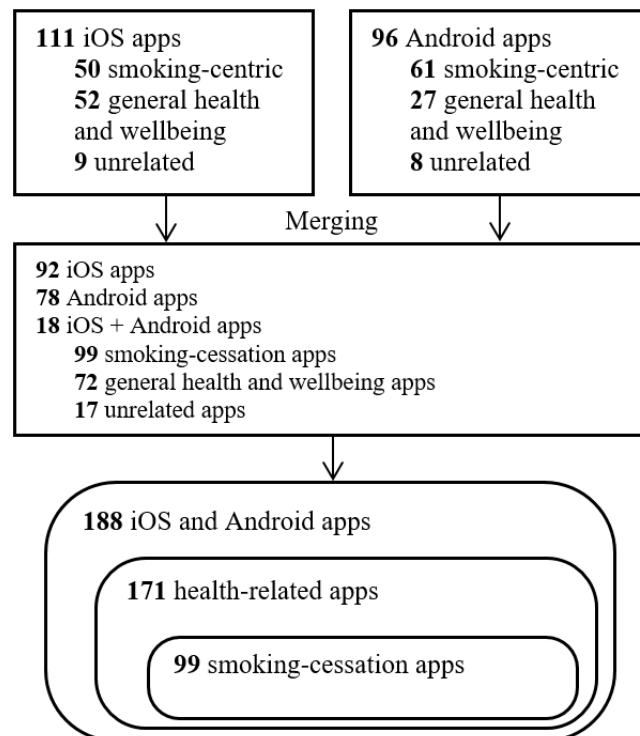 111 iOS apps
50 smoking-centric
52 general health
and wellbeing
9 unrelated
96 Android apps
61 smoking-centric
27 general health
and wellbeing
8 unrelated
Merging
92 iOS apps
78 Android apps
18 iOS + Android apps
99 smoking-cessation apps
72 general health and wellbeing apps
17 unrelated apps
188 iOS and Android apps
171 health-related apps
99 smoking-cessation apps